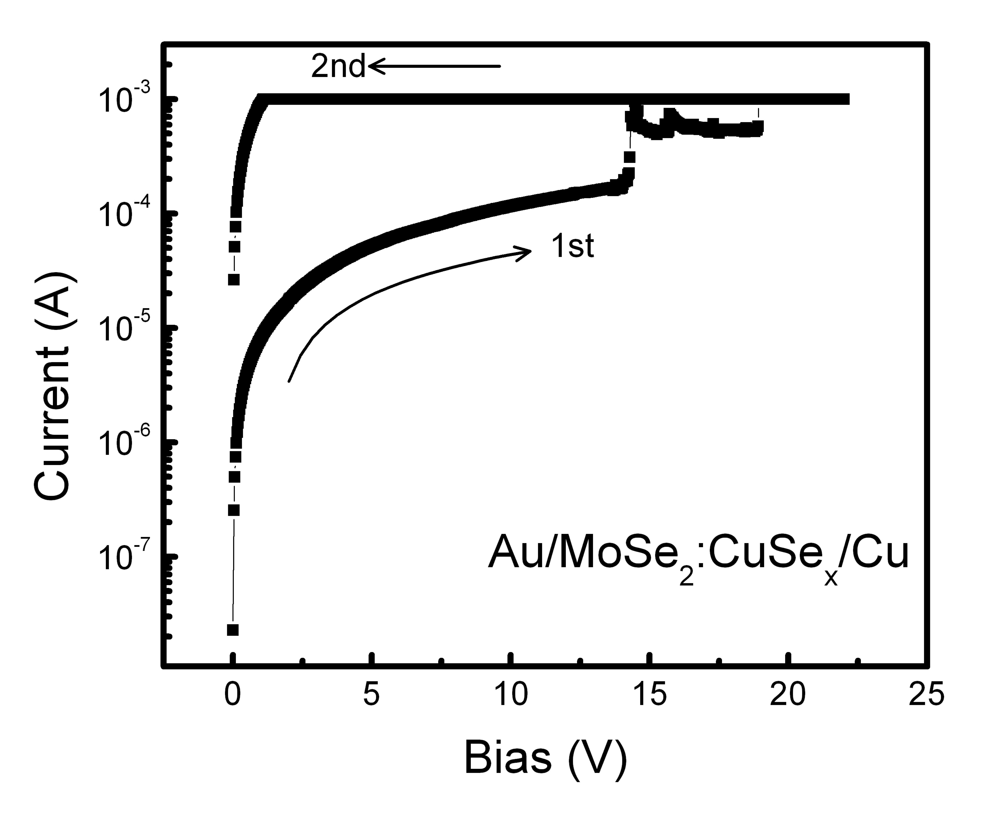 2nd
10⁻³
10⁻⁴
1st
10⁻⁵
10⁻⁶
10⁻⁷
Current (A)
Au/MoSe₂:CuSeₓ/Cu
0 5 10 15 20 25
Bias (V)